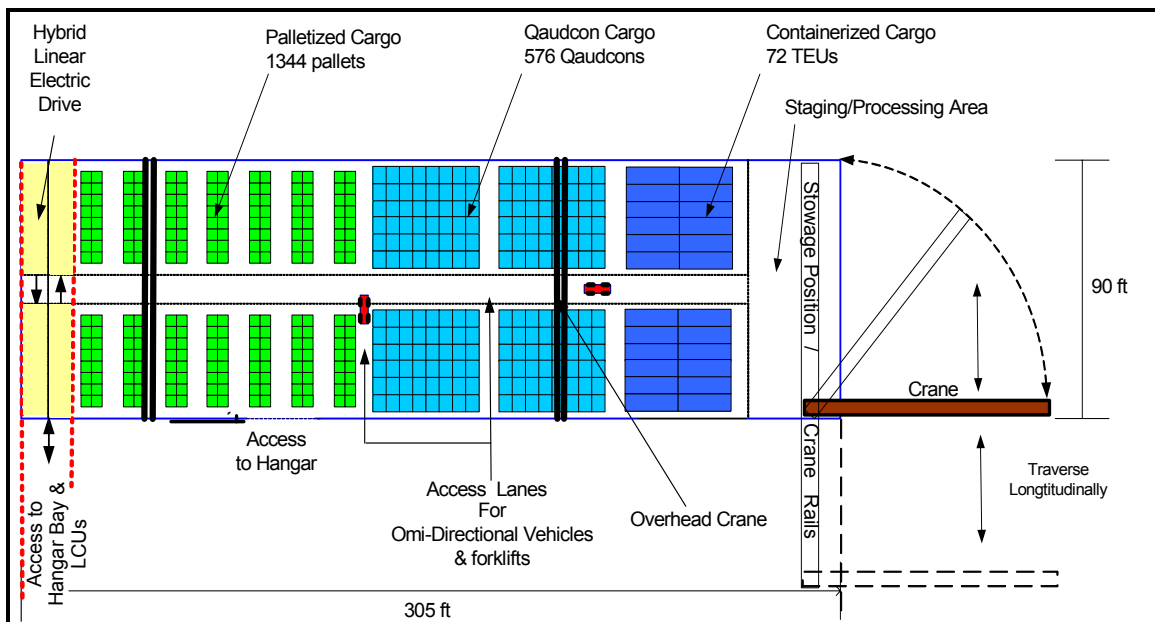 Hybrid
Linear
Electric
Drive
Palletized Cargo
1344 pallets
Qaudcon Cargo
576 Qaudcons
Containerized Cargo
72 TEUs
Staging/Processing Area
Stowage Position /
Crane Rails
90 ft
Crane
Access to
Hangar Bay &
LCUs
Access
to Hangar
Access Lanes
For
Omi-Directional Vehicles
& forklifts
Overhead Crane
Traverse
Longtitudinally
305 ft